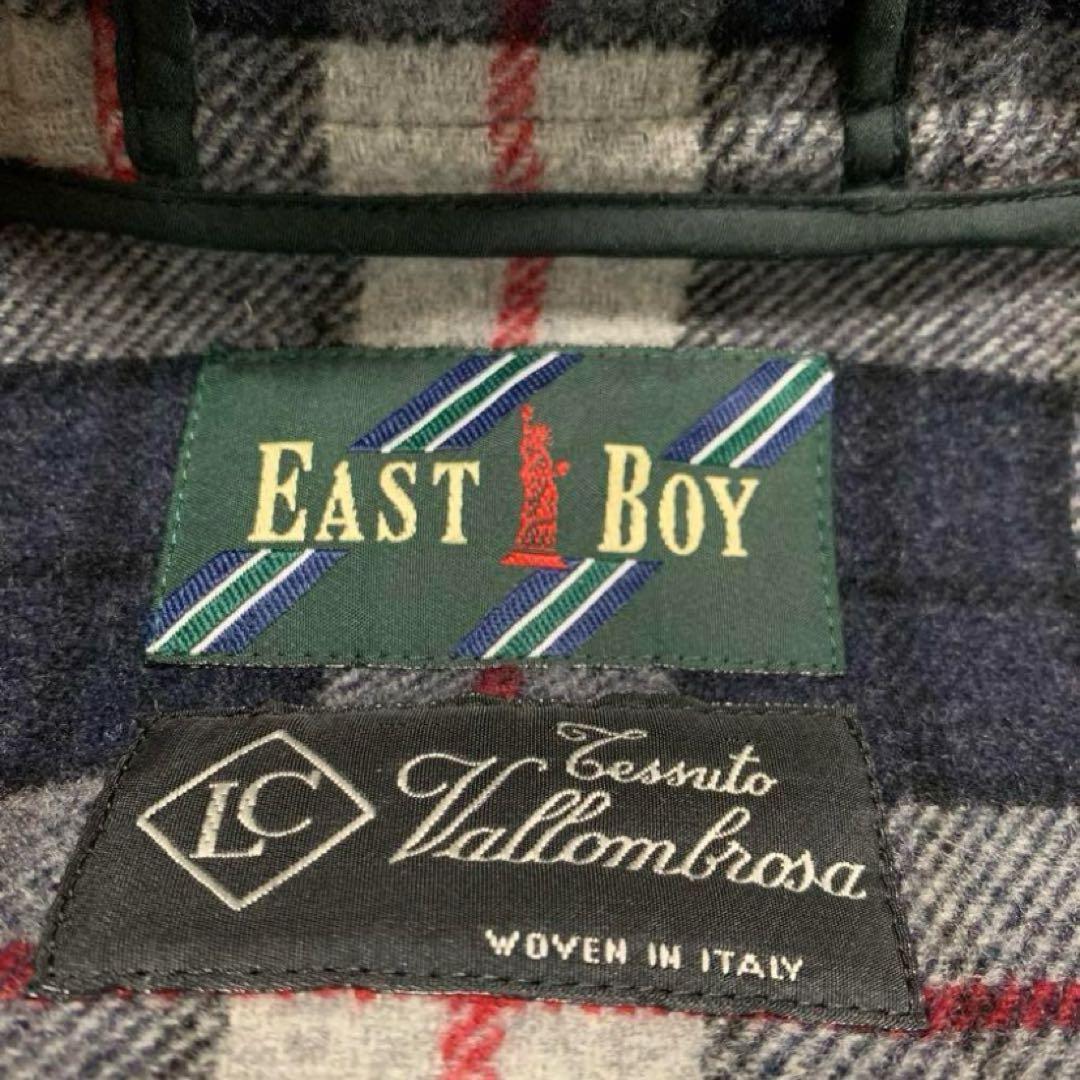 EAST BOY
LC
Tessuto
Vallombrosa
WOVEN IN ITALY